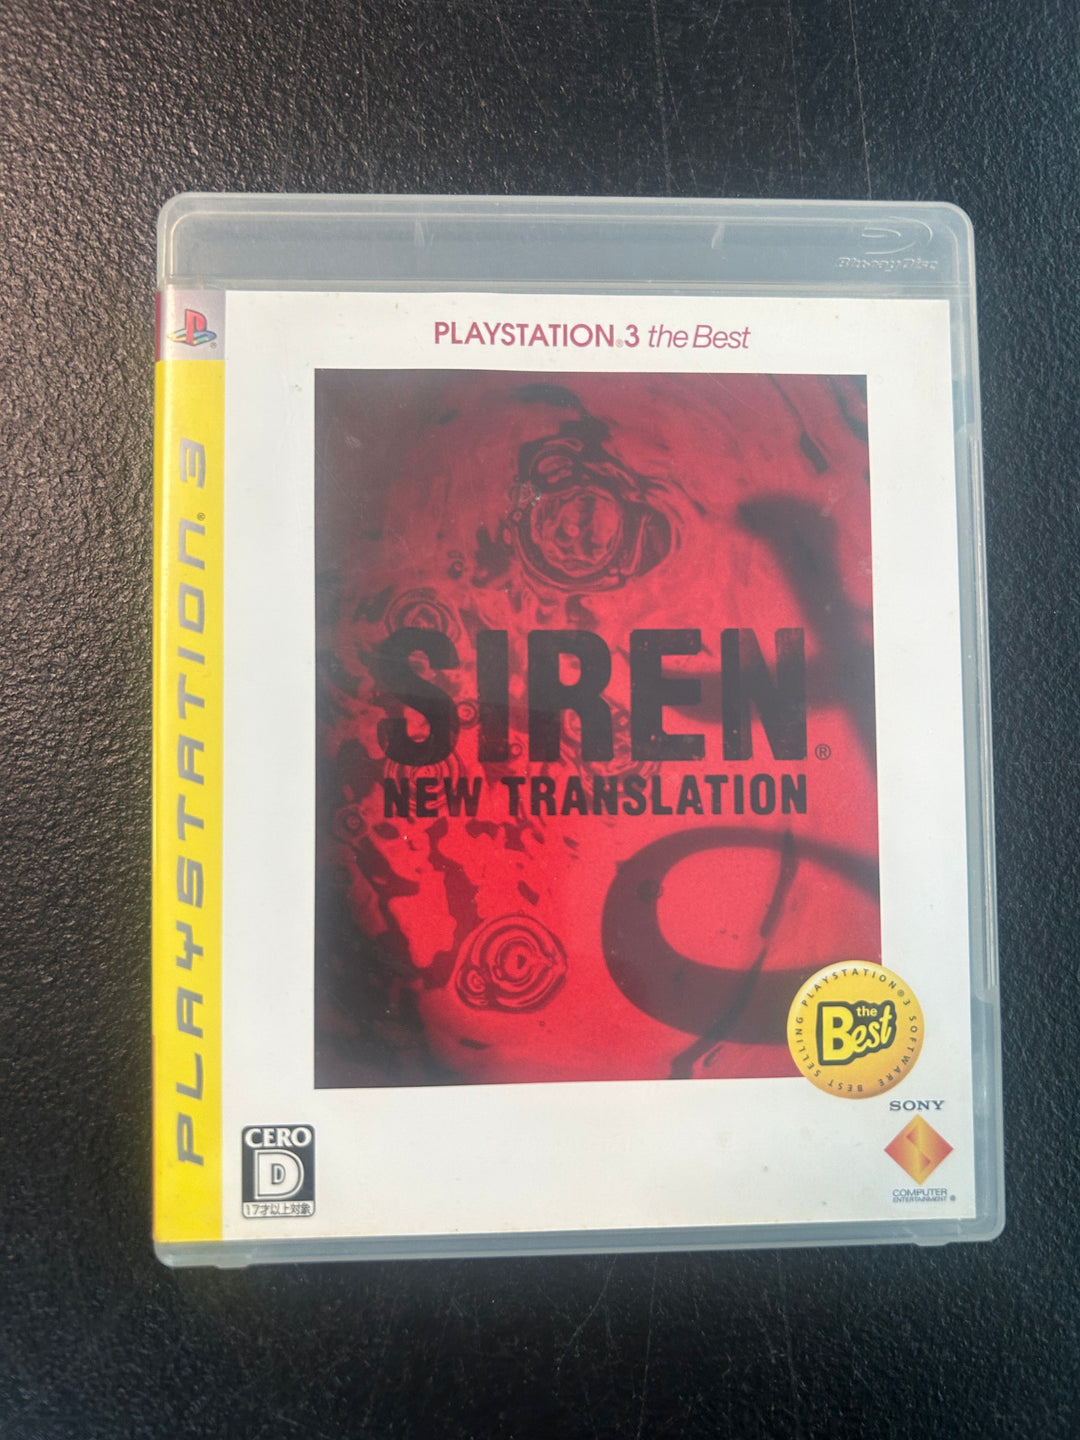 Blu-ray Disc
PLAYSTATION®3 the Best
PLAYSTATION®3
SIREN®
NEW TRANSLATION
PLAYSTATION®3 SOFTWARE BEST SELLING
the
Best
CERO
D
17才以上対象
SONY
COMPUTER
ENTERTAINMENT®